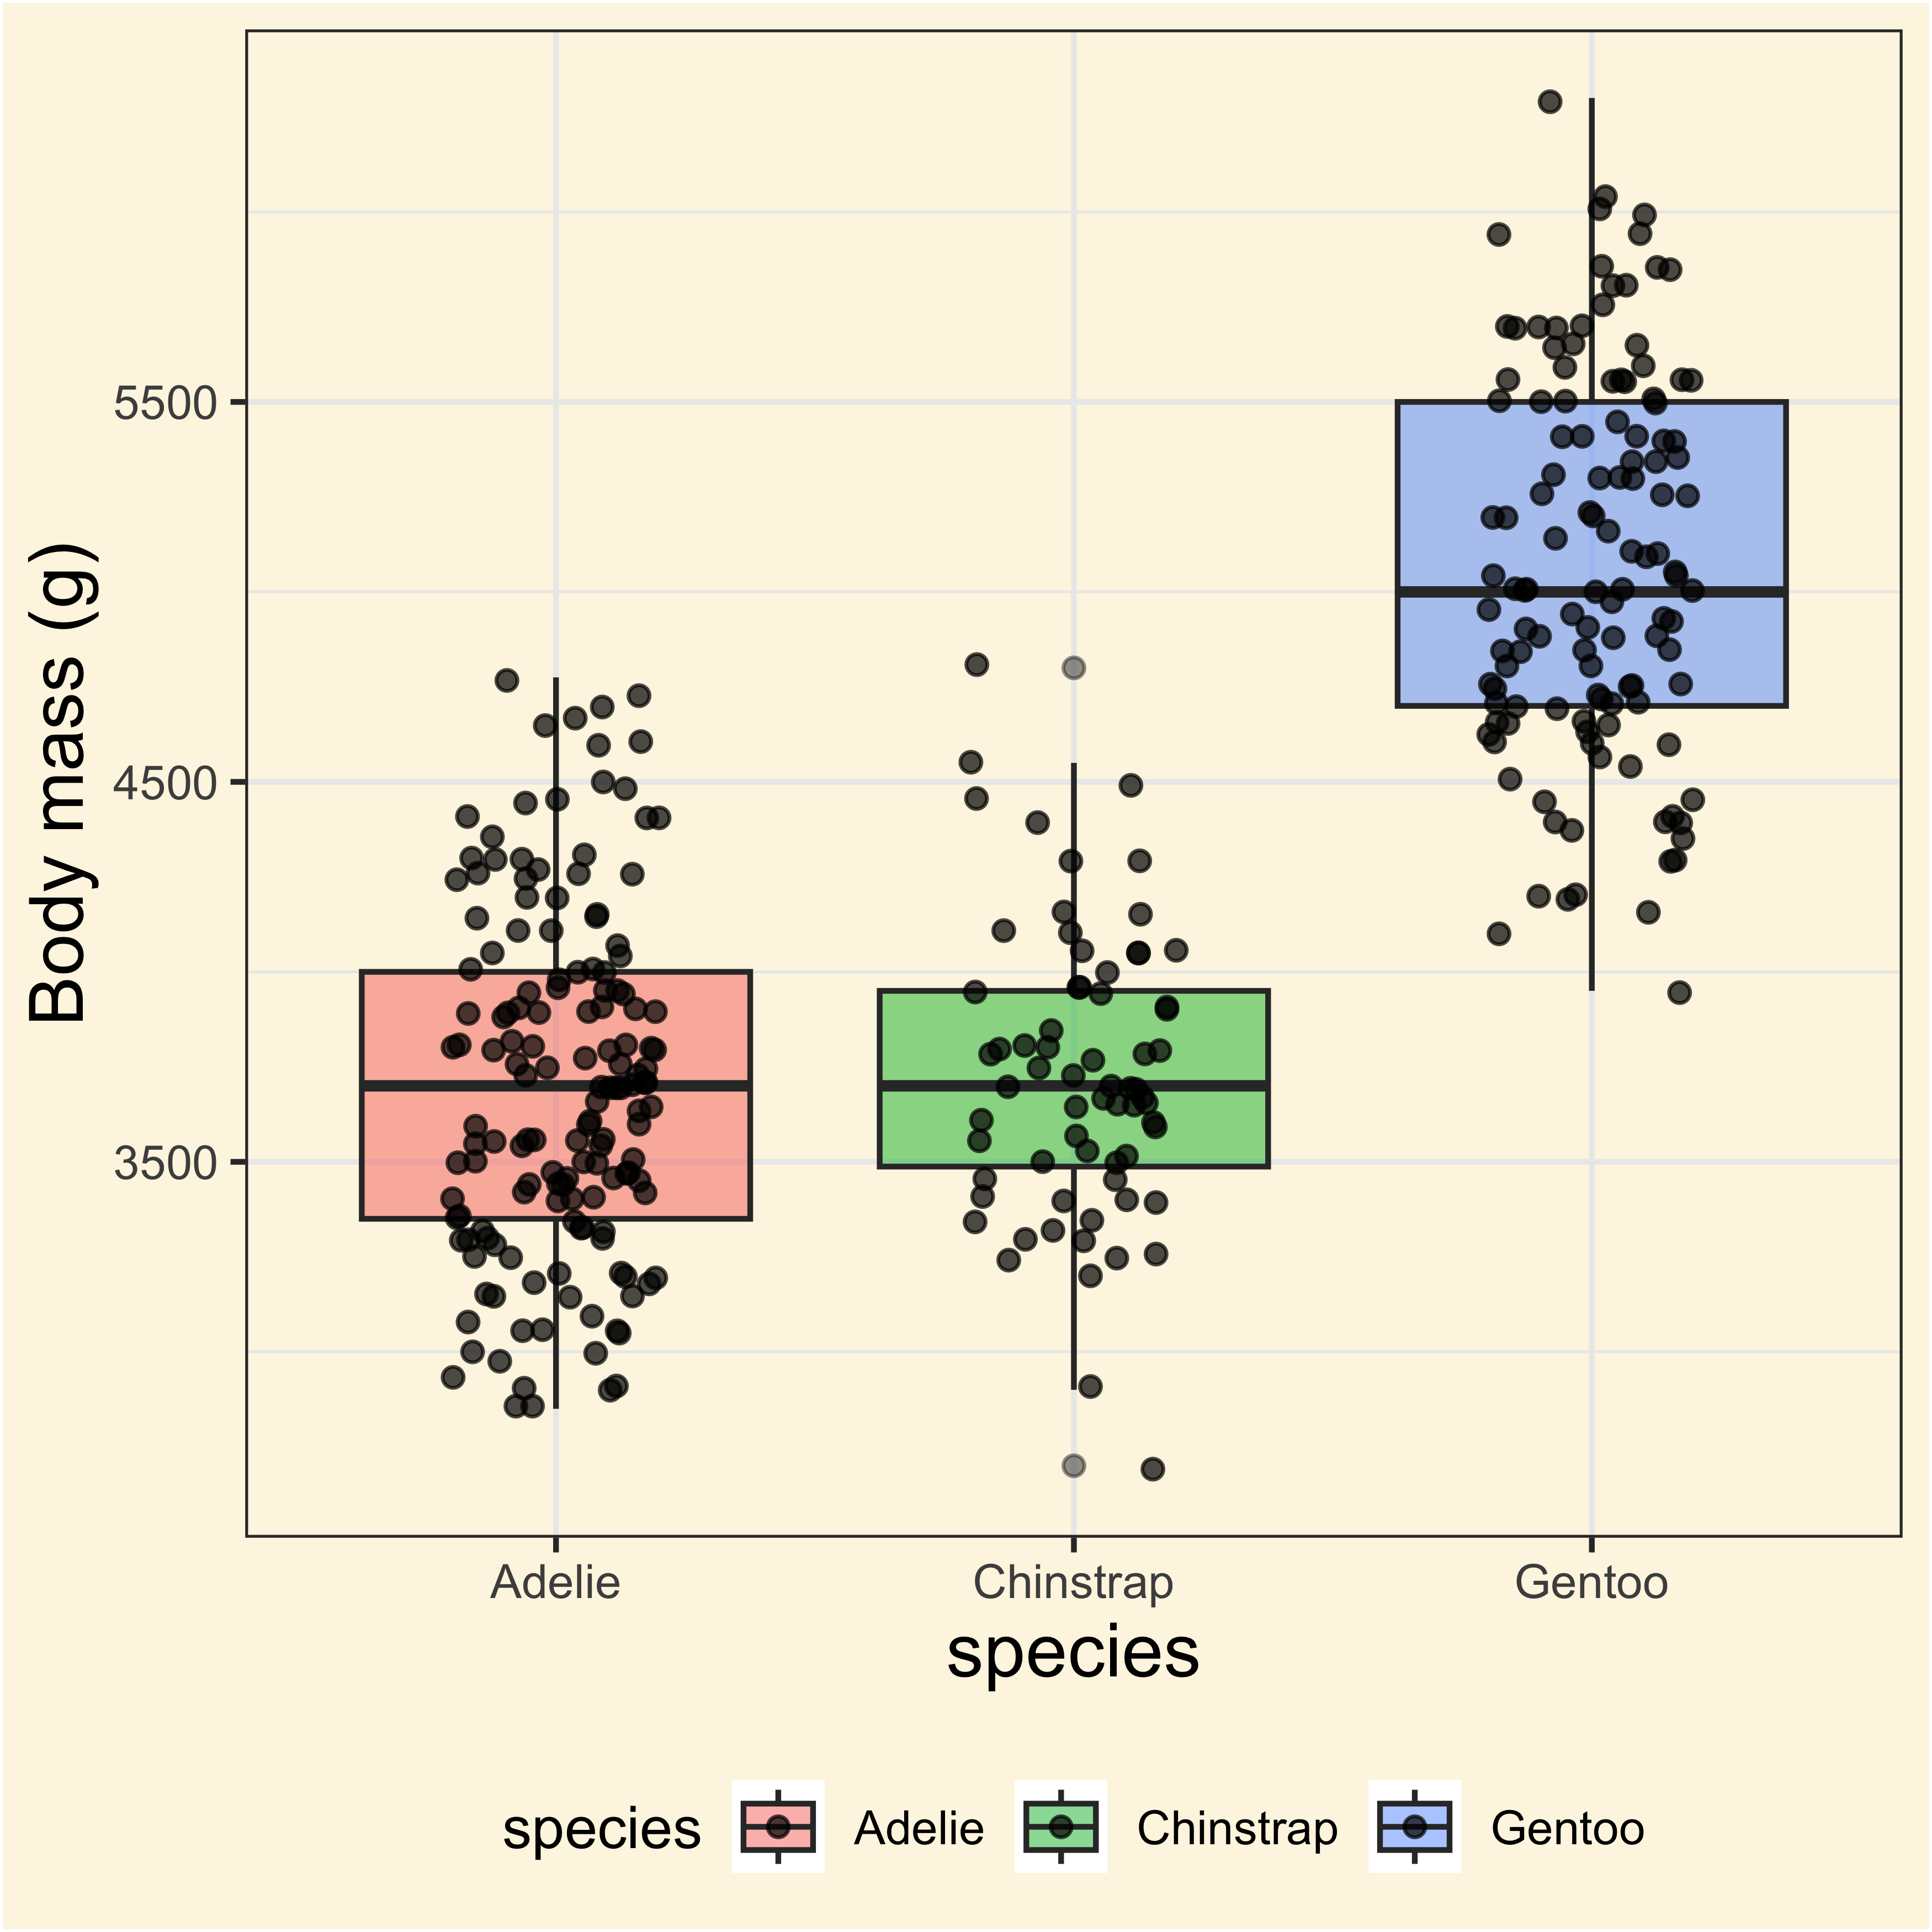 Body mass (g)
5500
4500
3500
Adelie Chinstrap Gentoo
species
species Adelie Chinstrap Gentoo